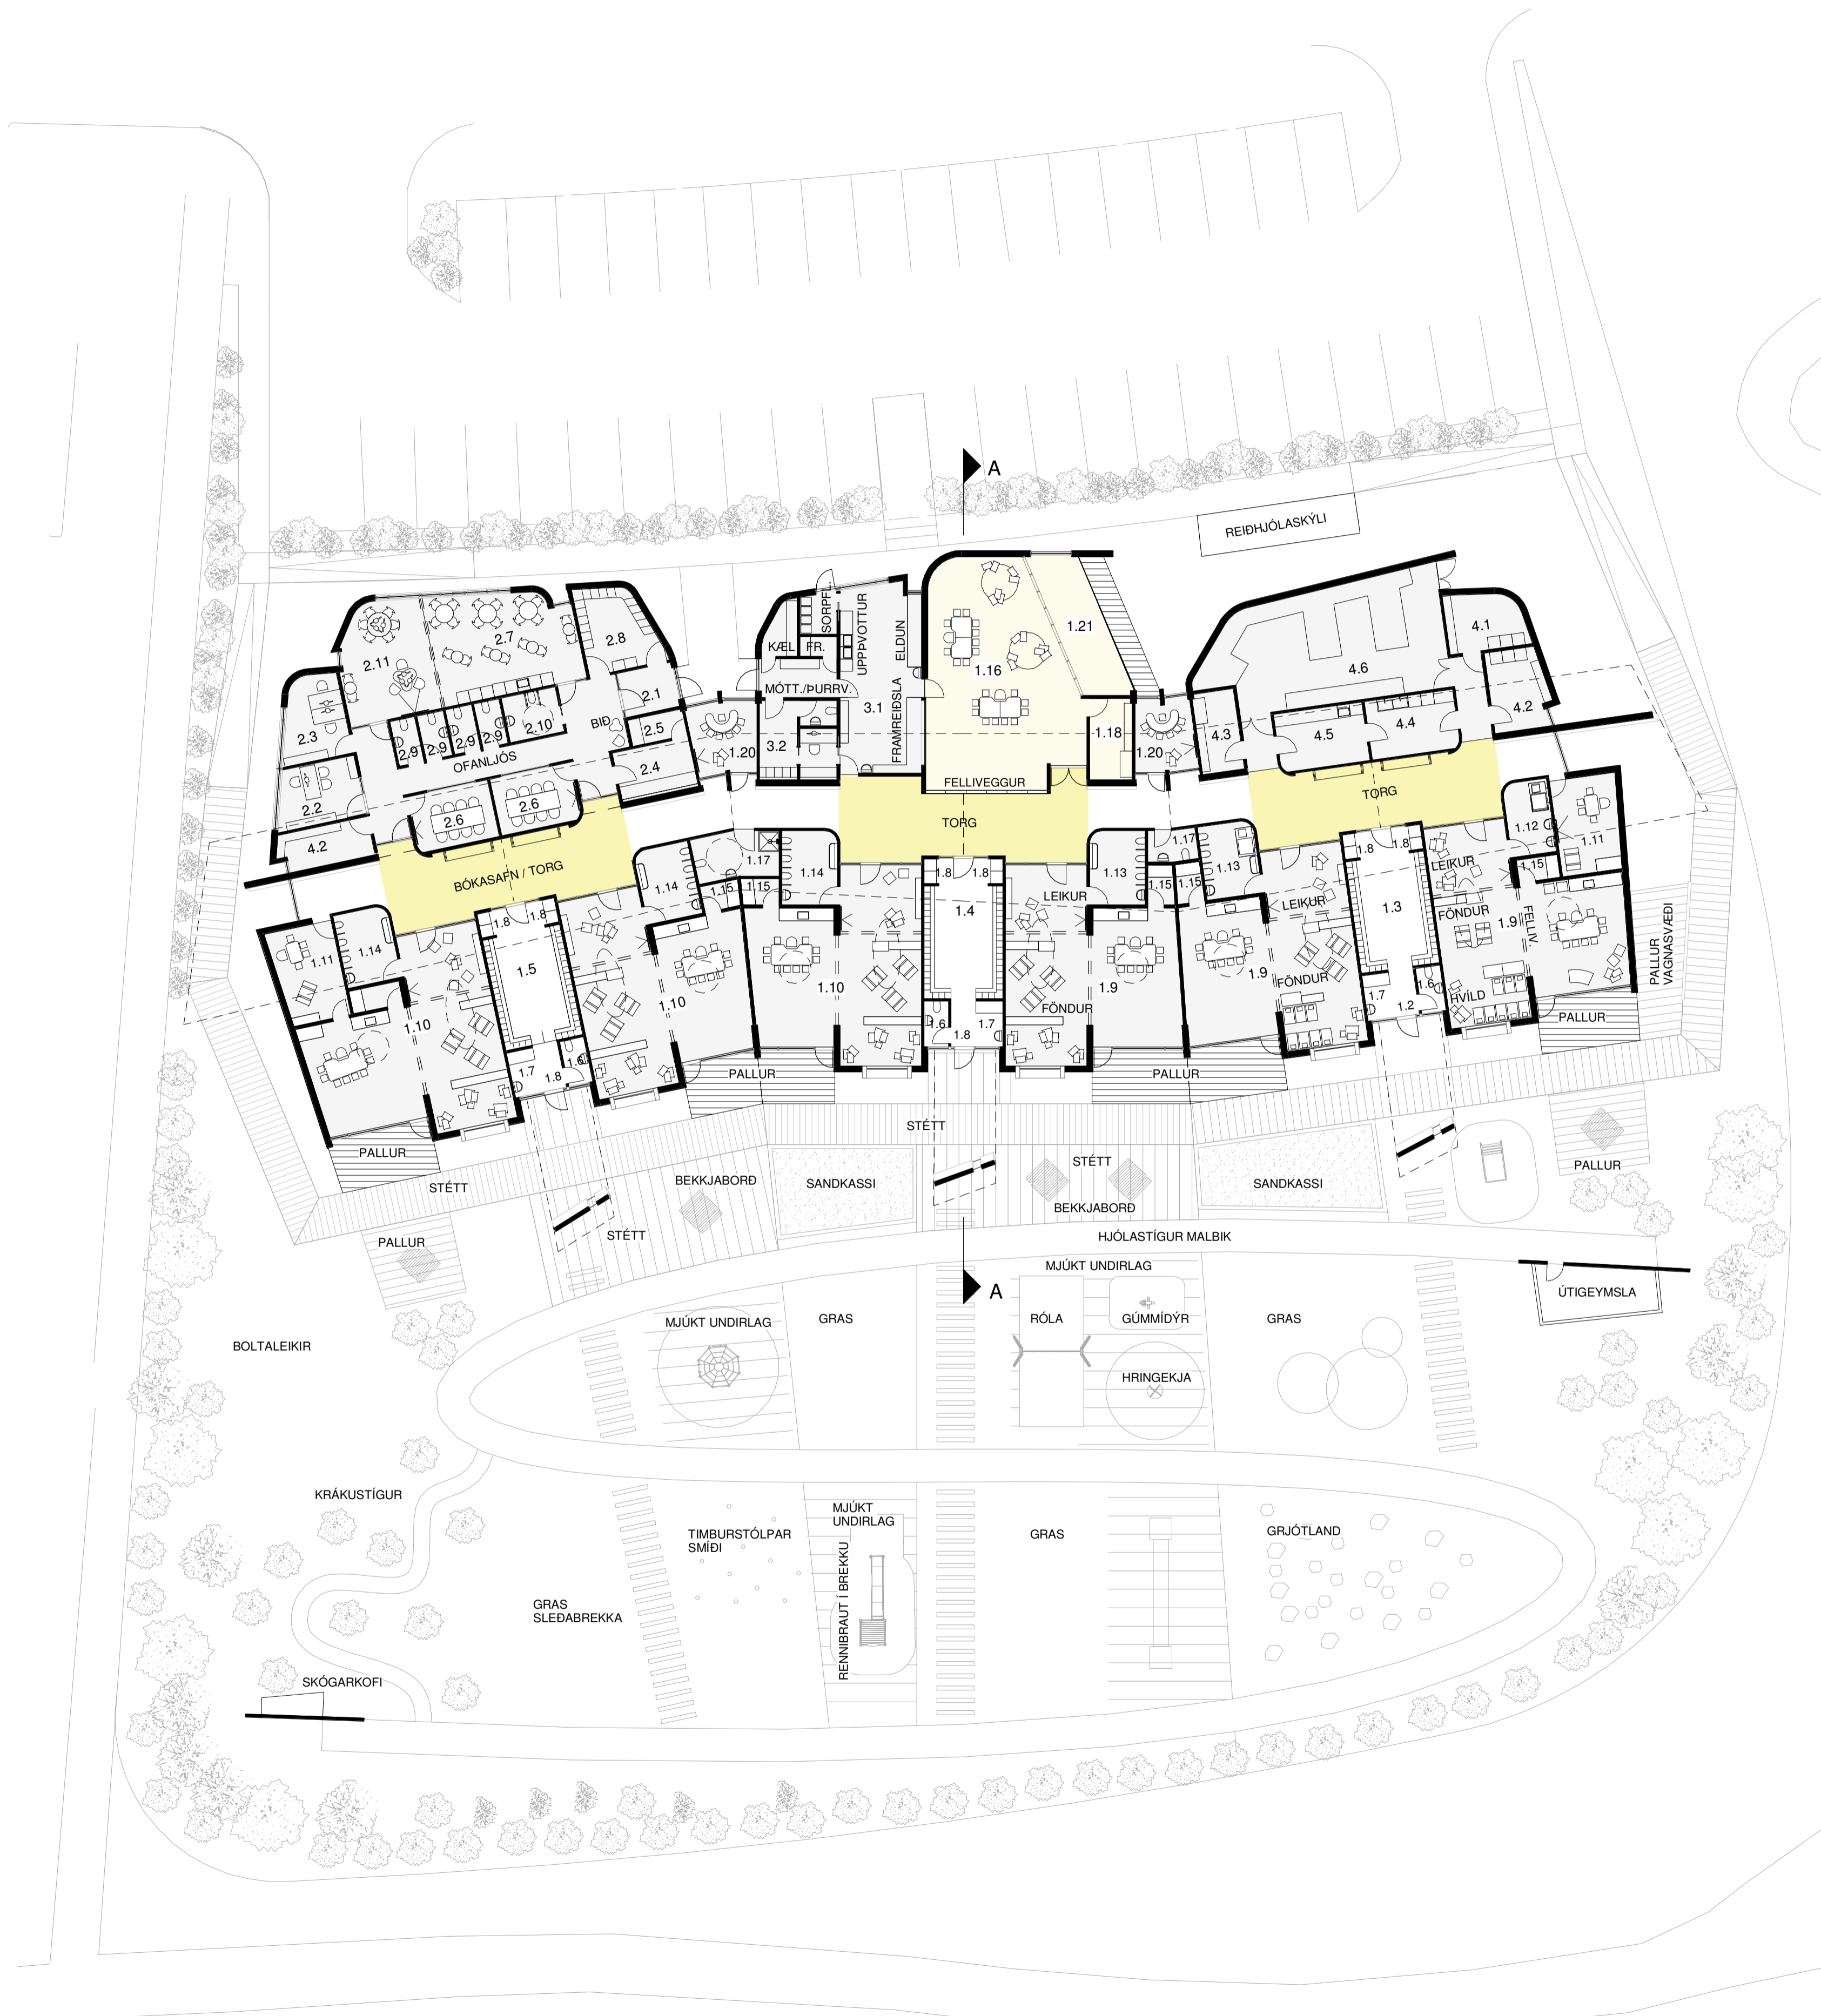 A
REIÐHJÓLASKÝLI
2.11
2.7
2.8
2.1
2.3
2.9
2.9
2.9
2.9
2.10
BIÐ
2.5
OFANLJÓS
2.4
2.2
2.6
2.6
4.2
BÓKASAFN / TORG
1.20
SORPFL.
KÆL
FR.
UPPÞVOTTUR
ELDUN
MÓTT./ÞURRV.
3.1
3.2
FRAMREIÐSLA
1.16
1.21
1.18
FELLIVEGGUR
TORG
1.20
4.3
4.6
4.1
4.5
4.4
4.2
TORG
1.11
1.14
1.10
1.8
1.8
1.5
1.7
1.6
1.8
1.14
1.15
1.15
1.17
1.10
1.14
1.10
1.8
1.8
1.4
1.6
1.7
1.8
LEIKUR
1.13
1.9
FÖNDUR
1.15
1.15
1.17
1.13
LEIKUR
1.9
FÖNDUR
1.8
1.8
1.3
1.7
1.6
1.2
LEIKUR
FÖNDUR
1.9
FELLIV.
HVÍLD
1.12
1.15
1.11
PALLUR
VAGNASVÆÐI
PALLUR
PALLUR
PALLUR
PALLUR
STÉTT
STÉTT
STÉTT
STÉTT
BEKKJABORÐ
SANDKASSI
BEKKJABORÐ
SANDKASSI
PALLUR
PALLUR
HJÓLASTÍGUR MALBIK
A
MJÚKT UNDIRLAG
ÚTIGEYMSLA
MJÚKT UNDIRLAG
GRAS
RÓLA
GÚMMÍDÝR
GRAS
BOLTALEIKIR
HRINGEKJA
KRÁKUSTÍGUR
TIMBURSTÓLPAR
SMÍÐI
MJÚKT
UNDIRLAG
RENNIBRAUT Í BREKKU
GRAS
GRJÓTLAND
GRAS
SLEÐABREKKA
SKÓGARKOFI